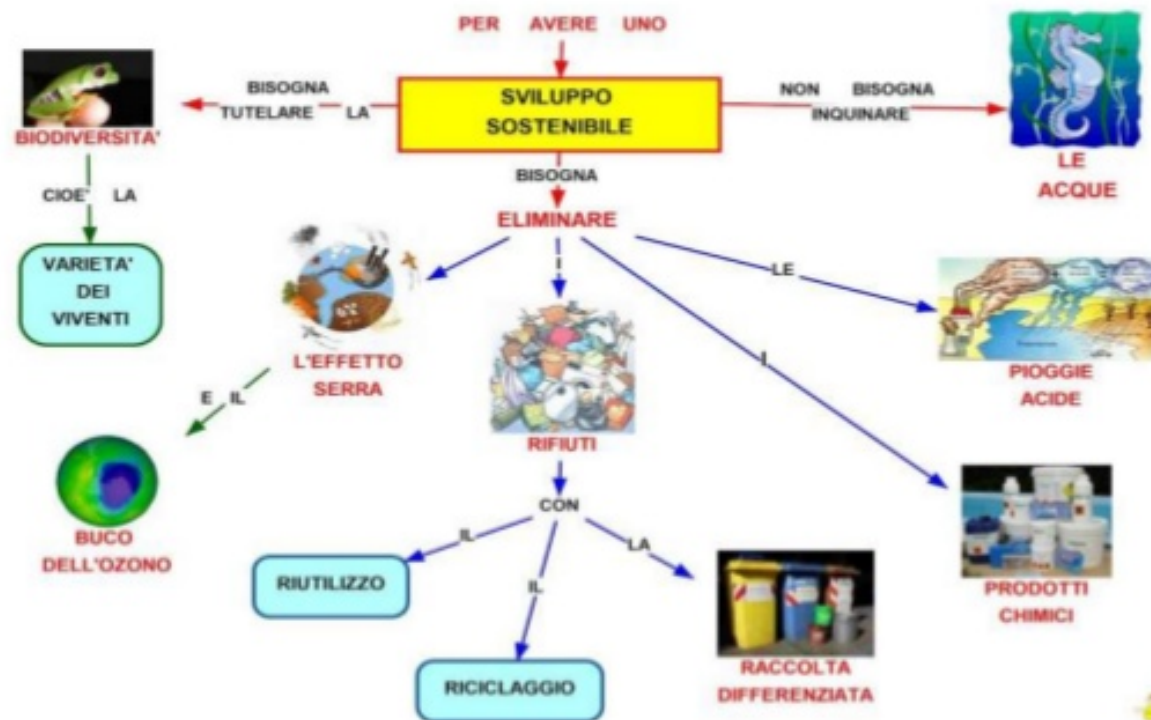 PER AVERE UNO
SVILUPPO
SOSTENIBILE
BISOGNA
TUTELARE LA
BIODIVERSITA'
CIOE' LA
VARIETA'
DEI
VIVENTI
NON BISOGNA
INQUINARE
LE
ACQUE
BISOGNA
ELIMINARE
L'EFFETTO
SERRA
E IL
BUCO
DELL'OZONO
I
RIFIUTI
CON
IL
RIUTILIZZO
IL
RICICLAGGIO
LA
RACCOLTA
DIFFERENZIATA
I
PRODOTTI
CHIMICI
LE
PIOGGIE
ACIDE